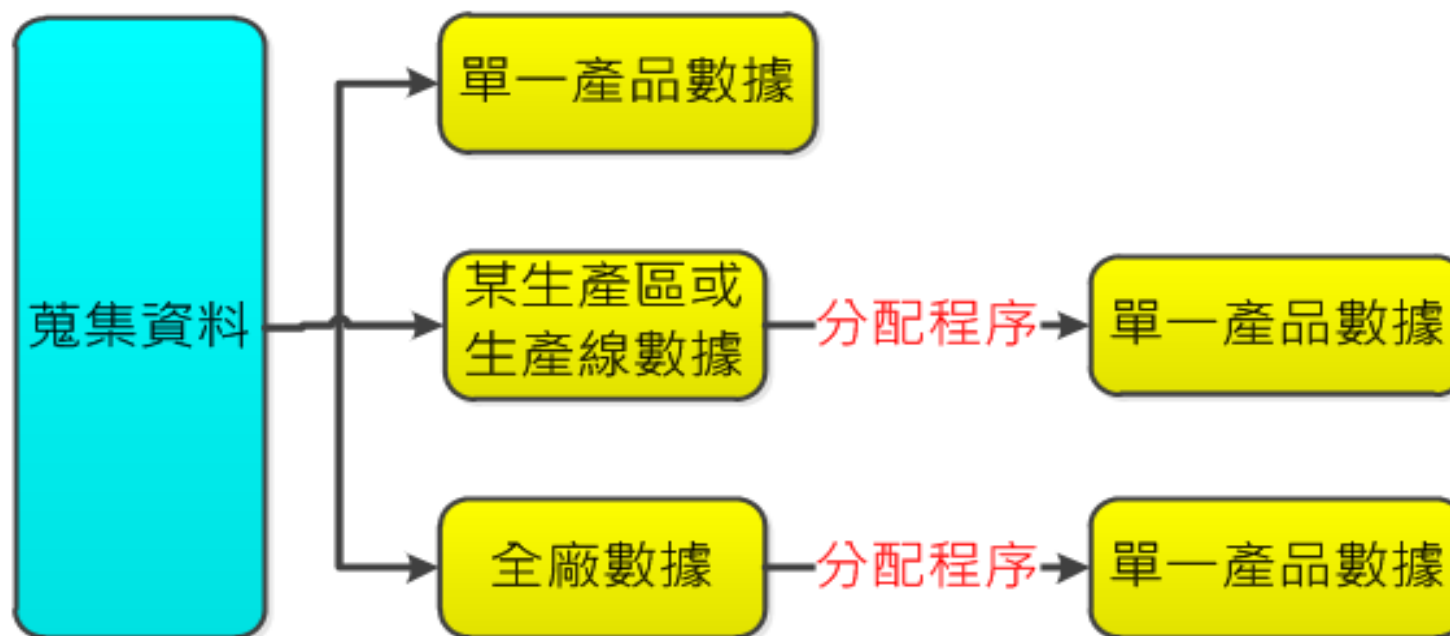 單一產品數據
某生產區或
生產線數據
分配程序
單一產品數據
蒐集資料
全廠數據
分配程序
單一產品數據